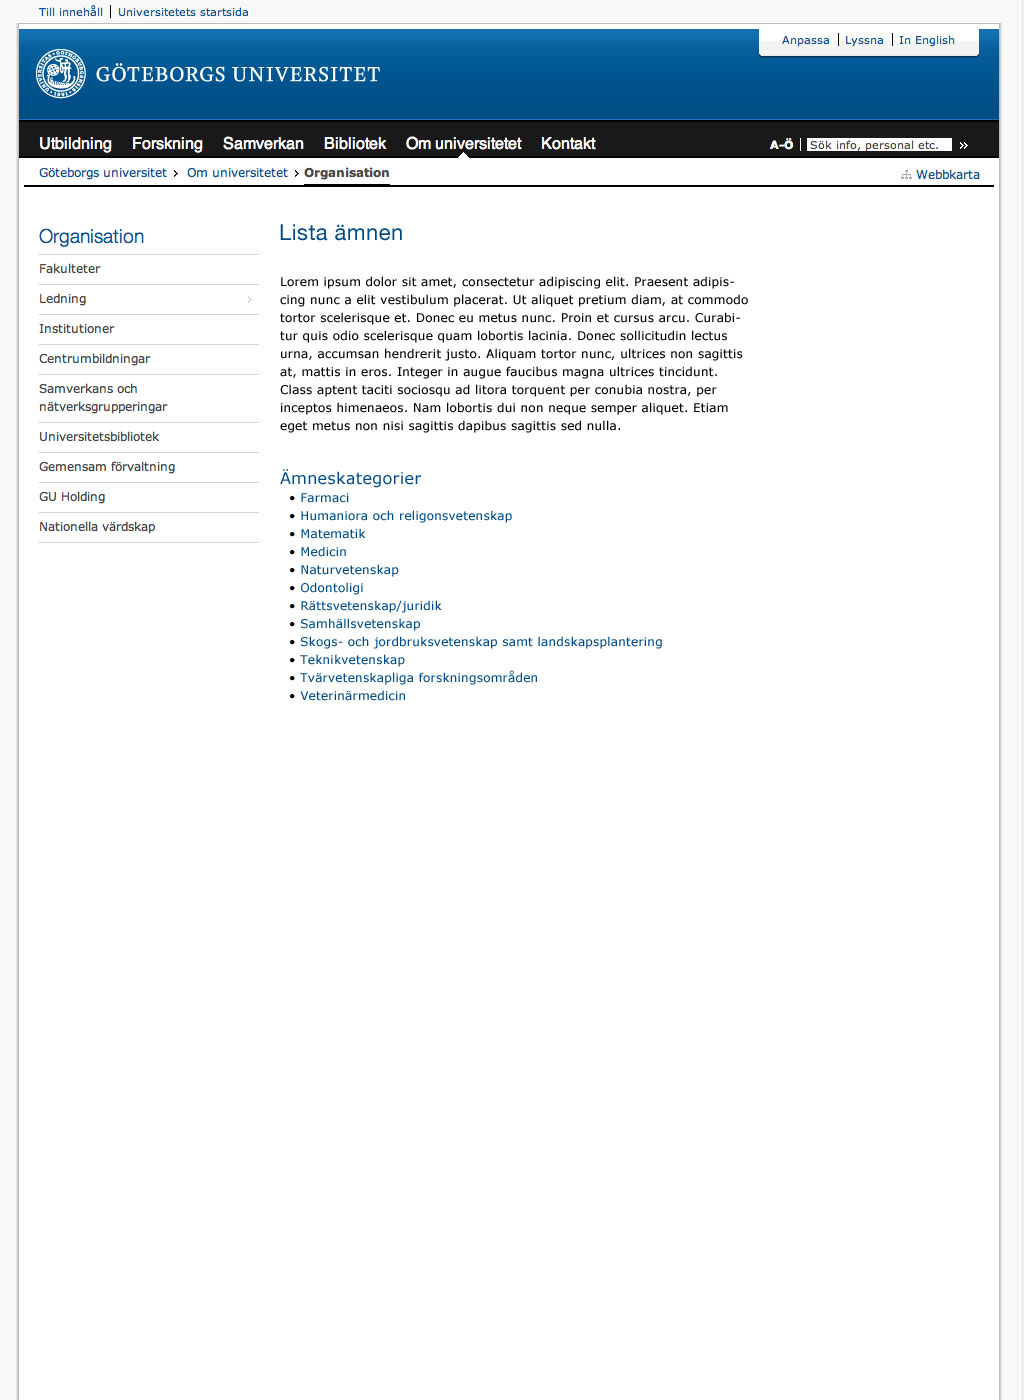 Till innehåll | Universitetets startsida
Anpassa | Lyssna | In English
GÖTEBORGS UNIVERSITET
Utbildning Forskning Samverkan Bibliotek Om universitetet Kontakt
A-Ö | Sök info, personal etc. »
Göteborgs universitet › Om universitetet › Organisation
Webbkarta
Organisation
Fakulteter
Ledning
Institutioner
Centrumbildningar
Samverkans och
nätverksgrupperingar
Universitetsbibliotek
Gemensam förvaltning
GU Holding
Nationella värdskap
Lista ämnen
Lorem ipsum dolor sit amet, consectetur adipiscing elit. Praesent adipis-
cing nunc a elit vestibulum placerat. Ut aliquet pretium diam, at commodo
tortor scelerisque et. Donec eu metus nunc. Proin et cursus arcu. Curabi-
tur quis odio scelerisque quam lobortis lacinia. Donec sollicitudin lectus
urna, accumsan hendrerit justo. Aliquam tortor nunc, ultrices non sagittis
at, mattis in eros. Integer in augue faucibus magna ultrices tincidunt.
Class aptent taciti sociosqu ad litora torquent per conubia nostra, per
inceptos himenaeos. Nam lobortis dui non neque semper aliquet. Etiam
eget metus non nisi sagittis dapibus sagittis sed nulla.
Ämneskategorier
• Farmaci
• Humaniora och religonsvetenskap
• Matematik
• Medicin
• Naturvetenskap
• Odontoligi
• Rättsvetenskap/juridik
• Samhällsvetenskap
• Skogs- och jordbruksvetenskap samt landskapsplantering
• Teknikvetenskap
• Tvärvetenskapliga forskningsområden
• Veterinärmedicin